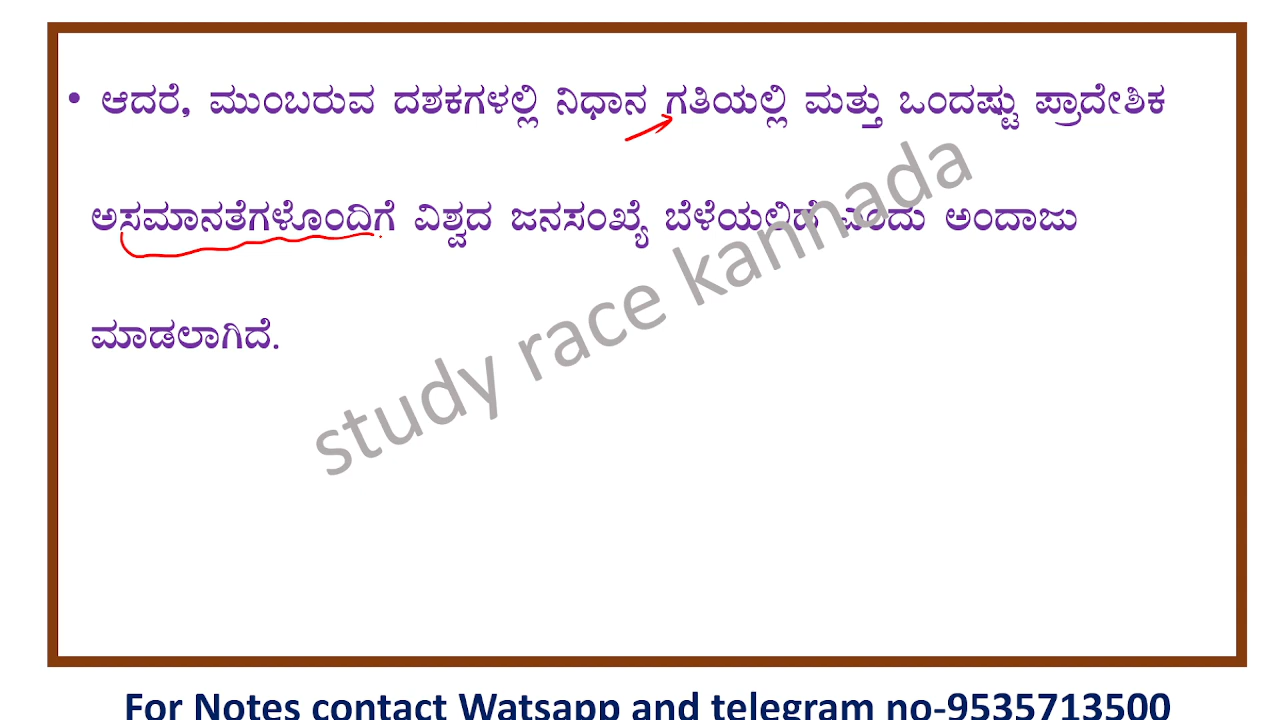 • ಆದರೆ, ಮುಂಬರುವ ದಶಕಗಳಲ್ಲಿ ನಿಧಾನ ಗತಿಯಲ್ಲಿ ಮತ್ತು ಒಂದಷ್ಟು ಪ್ರಾದೇಶಿಕ
ಅಸಮಾನತೆಗಳೊಂದಿಗೆ ವಿಶ್ವದ ಜನಸಂಖ್ಯೆ ಬೆಳೆಯಲಿದೆ ಎಂದು ಅಂದಾಜು
ಮಾಡಲಾಗಿದೆ.
study race kannada
For Notes contact Watsapp and telegram no-9535713500